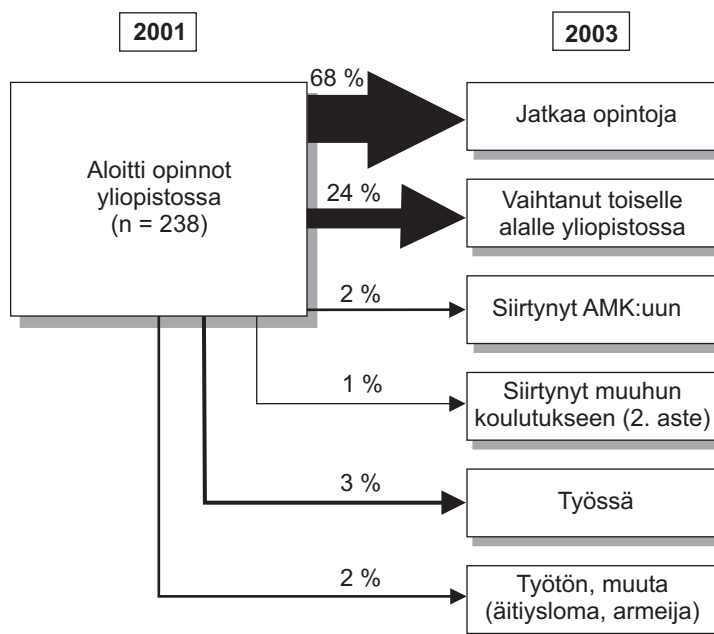 2001
2003
Aloitti opinnot
yliopistossa
(n = 238)
68 %
Jatkaa opintoja
24 %
Vaihtanut toiselle
alalle yliopistossa
2 %
Siirtynyt AMK:uun
1 %
Siirtynyt muuhun
koulutukseen (2. aste)
3 %
Työssä
2 %
Työtön, muuta
(äitiysloma, armeija)